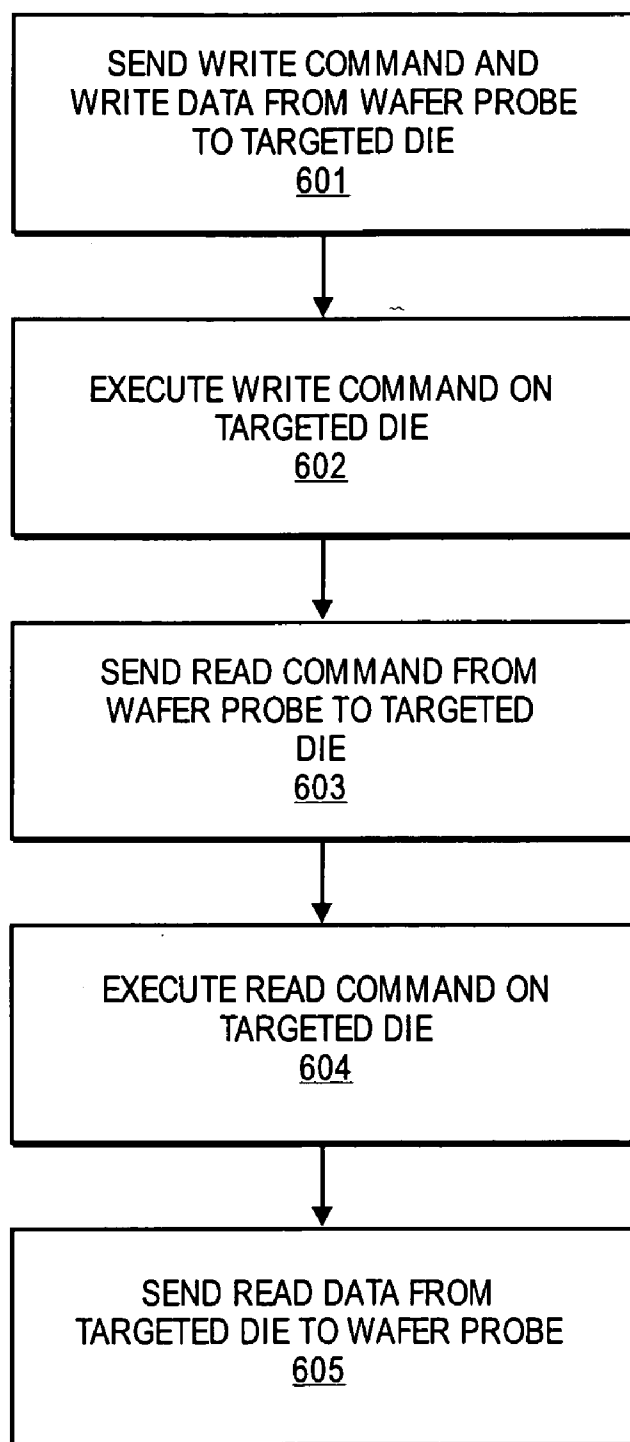 SEND WRITE COMMAND AND
WRITE DATA FROM WAFER PROBE
TO TARGETED DIE
601
EXECUTE WRITE COMMAND ON
TARGETED DIE
602
SEND READ COMMAND FROM
WAFER PROBE TO TARGETED
DIE
603
EXECUTE READ COMMAND ON
TARGETED DIE
604
SEND READ DATA FROM
TARGETED DIE TO WAFER PROBE
605